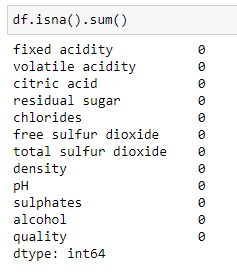 df.isna().sum()
fixed acidity 0
volatile acidity 0
citric acid 0
residual sugar 0
chlorides 0
free sulfur dioxide 0
total sulfur dioxide 0
density 0
pH 0
sulphates 0
alcohol 0
quality 0
dtype: int64